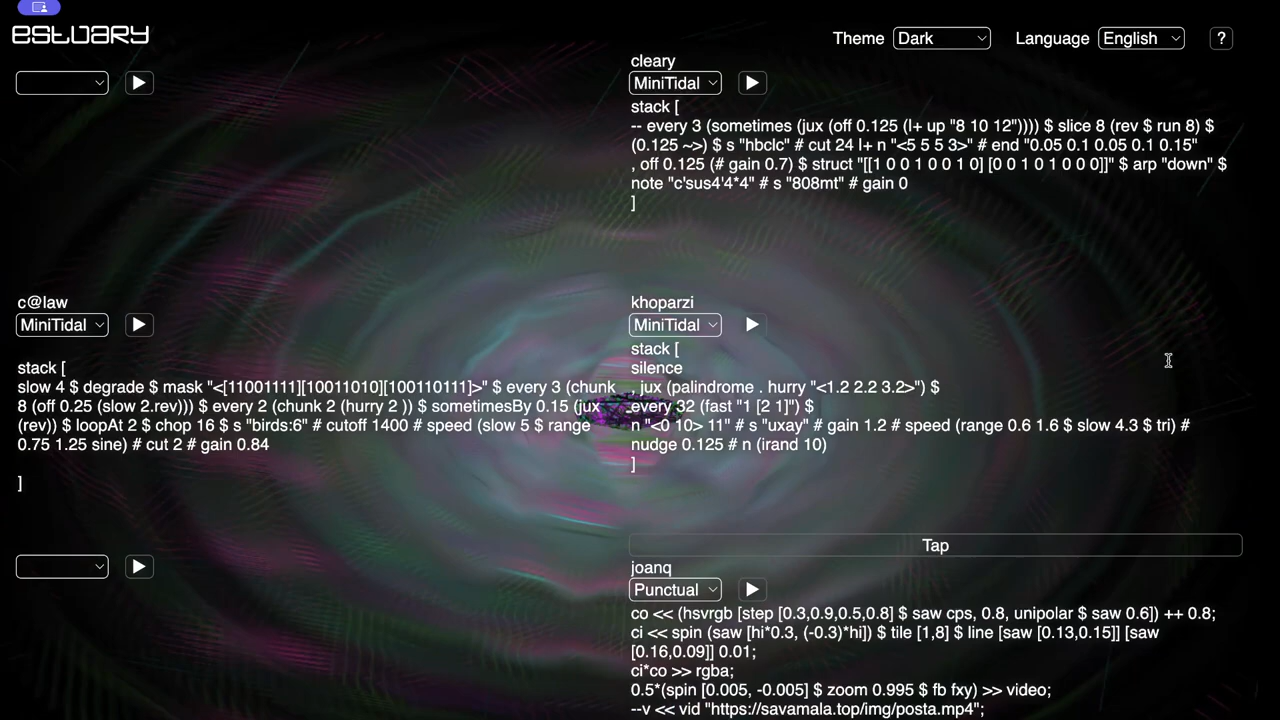 estuary
Theme Dark Language English ?
cleary
MiniTidal
stack [
-- every 3 (sometimes (jux (off 0.125 (|+ up "8 10 12")))) $ slice 8 (rev $ run 8) $
(0.125 ~>) $ s "hbclc" # cut 24 |+ n "<5 5 5 3>" # end "0.05 0.1 0.05 0.1 0.15"
, off 0.125 (# gain 0.7) $ struct "[[1 0 0 1 0 0 1 0] [0 0 1 0 1 0 0 0]]" $ arp "down" $
note "c'sus4'4*4" # s "808mt" # gain 0
]
c@law
MiniTidal
stack [
slow 4 $ degrade $ mask "<[11001111][10011010][100110111]>" $ every 3 (chunk
8 (off 0.25 (slow 2.rev))) $ every 2 (chunk 2 (hurry 2 )) $ sometimesBy 0.15 (jux
(rev)) $ loopAt 2 $ chop 16 $ s "birds:6" # cutoff 1400 # speed (slow 5 $ range
0.75 1.25 sine) # cut 2 # gain 0.84
]
khoparzi
MiniTidal
stack [
silence
, jux (palindrome . hurry "<1.2 2.2 3.2>") $
every 32 (fast "1 [2 1]") $
n "<0 10> 11" # s "uxay" # gain 1.2 # speed (range 0.6 1.6 $ slow 4.3 $ tri) #
nudge 0.125 # n (irand 10)
]
Tap
joanq
Punctual
co << (hsvrgb [step [0.3,0.9,0.5,0.8] $ saw cps, 0.8, unipolar $ saw 0.6]) ++ 0.8;
ci << spin (saw [hi*0.3, (-0.3)*hi]) $ tile [1,8] $ line [saw [0.13,0.15]] [saw
[0.16,0.09]] 0.01;
ci*co >> rgba;
0.5*(spin [0.005, -0.005] $ zoom 0.995 $ fb fxy) >> video;
--v << vid "https://savamala.top/img/posta.mp4";